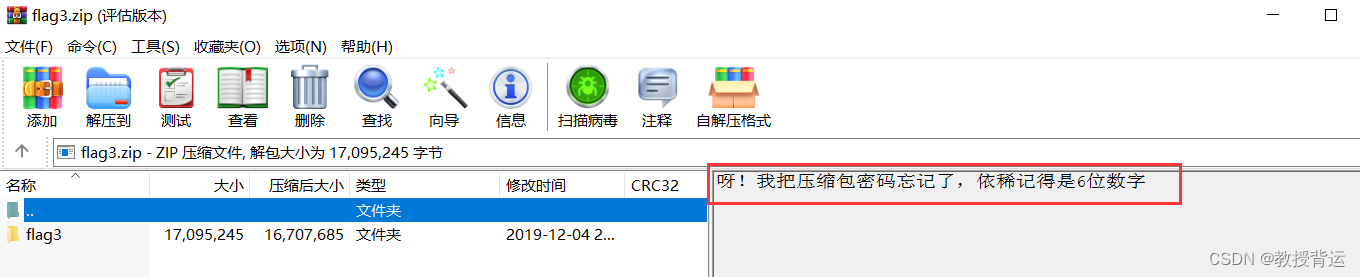 flag3.zip (评估版本)
文件(F) 命令(C) 工具(S) 收藏夹(O) 选项(N) 帮助(H)
添加 解压到 测试 查看 删除 查找 向导 信息 扫描病毒 注释 自解压格式
flag3.zip - ZIP 压缩文件, 解包大小为 17,095,245 字节
名称 大小 压缩后大小 类型 修改时间 CRC32
呀！我把压缩包密码忘记了，依稀记得是6位数字
.. 文件夹
flag3 17,095,245 16,707,685 文件夹 2019-12-04 2...
CSDN @教授背运